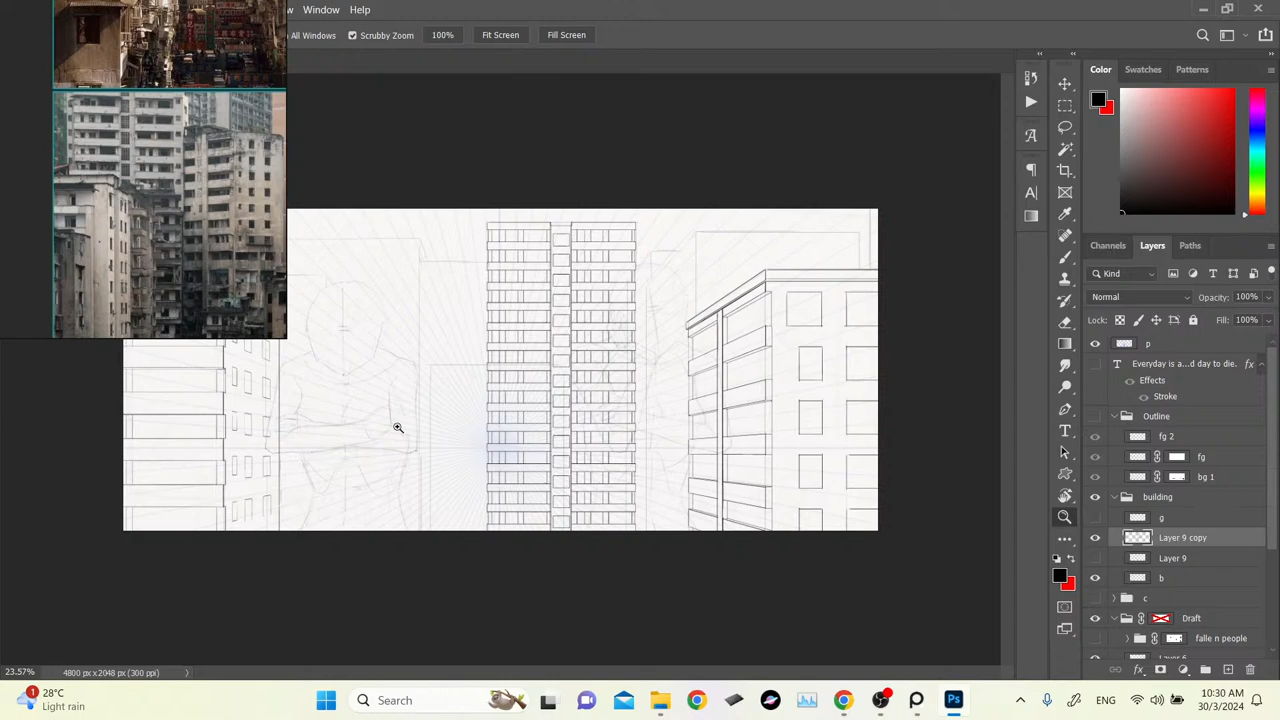 Window Help
All Windows Scrubby Zoom 100% Fit Screen Fill Screen
Color Swatches Patterns
Channels Layers Paths
Kind
Normal Opacity: 100%
Lock: Fill: 100%
p
Everyday is a...d day to die. fx
Effects
Stroke
Outline
fg 2
fg
bg 1
building
g
Layer 9 copy
Layer 9
b
c
Draft
falle n people
23.57% 4800 px x 2048 px (300 ppi)
1
28°C
Light rain
Search
Ps
ENG
10:30 AM
30/3/2024